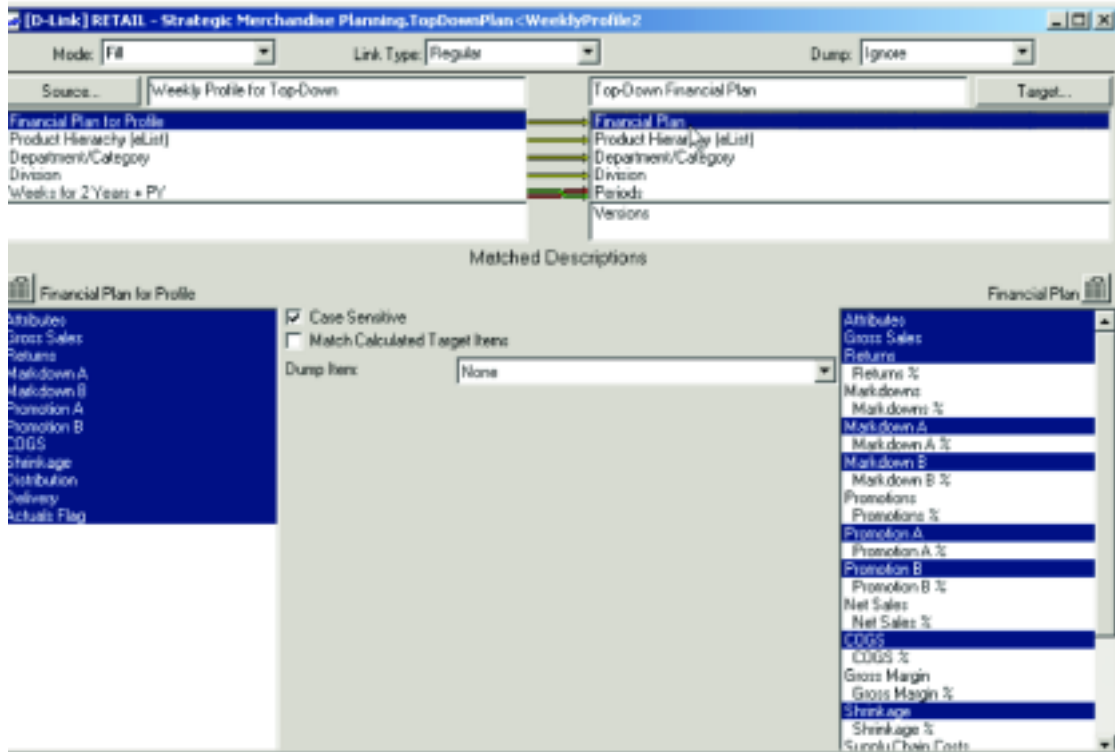 [D-Link] RETAIL - Strategic Merchandise Planning.TopDownPlan<WeeklyProfile2
Mode: Fill Link Type: Regular Dump: Ignore
Source... Weekly Profile for Top-Down Top-Down Financial Plan Target...
Financial Plan for Profile Financial Plan
Product Hierarchy (eList) Product Hierarchy (eList)
Department/Category Department/Category
Division Division
Weeks for 2 Years + PY Periods
Versions
Matched Descriptions
Financial Plan for Profile Financial Plan
Attributes
Gross Sales
Returns
Markdown A
Markdown B
Promotion A
Promotion B
COGS
Shrinkage
Distribution
Delivery
Actuals Flag
Case Sensitive
Match Calculated Target Items
Dump Item: None
Attributes
Gross Sales
Returns
Returns %
Markdowns
Markdowns %
Markdown A
Markdown A %
Markdown B
Markdown B %
Promotions
Promotions %
Promotion A
Promotion A %
Promotion B
Promotion B %
Net Sales
Net Sales %
COGS
COGS %
Gross Margin
Gross Margin %
Shrinkage
Shrinkage %
Supply Chain Costs